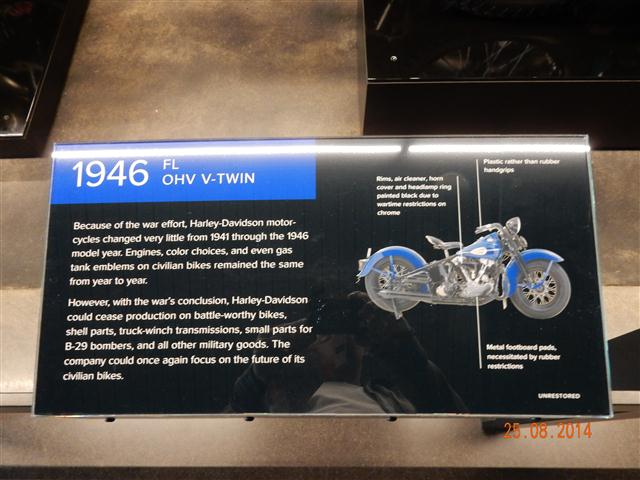 1946 FL
OHV V-TWIN
Because of the war effort, Harley-Davidson motor-
cycles changed very little from 1941 through the 1946
model year. Engines, color choices, and even gas
tank emblems on civilian bikes remained the same
from year to year.
However, with the war's conclusion, Harley-Davidson
could cease production on battle-worthy bikes,
shell parts, truck-winch transmissions, small parts for
B-29 bombers, and all other military goods. The
company could once again focus on the future of its
civilian bikes.
Rims, air cleaner, horn
cover and headlamp ring
painted black due to
wartime restrictions on
chrome
Plastic rather than rubber
handgrips
Metal footboard pads,
necessitated by rubber
restrictions
UNRESTORED
25.08.2014